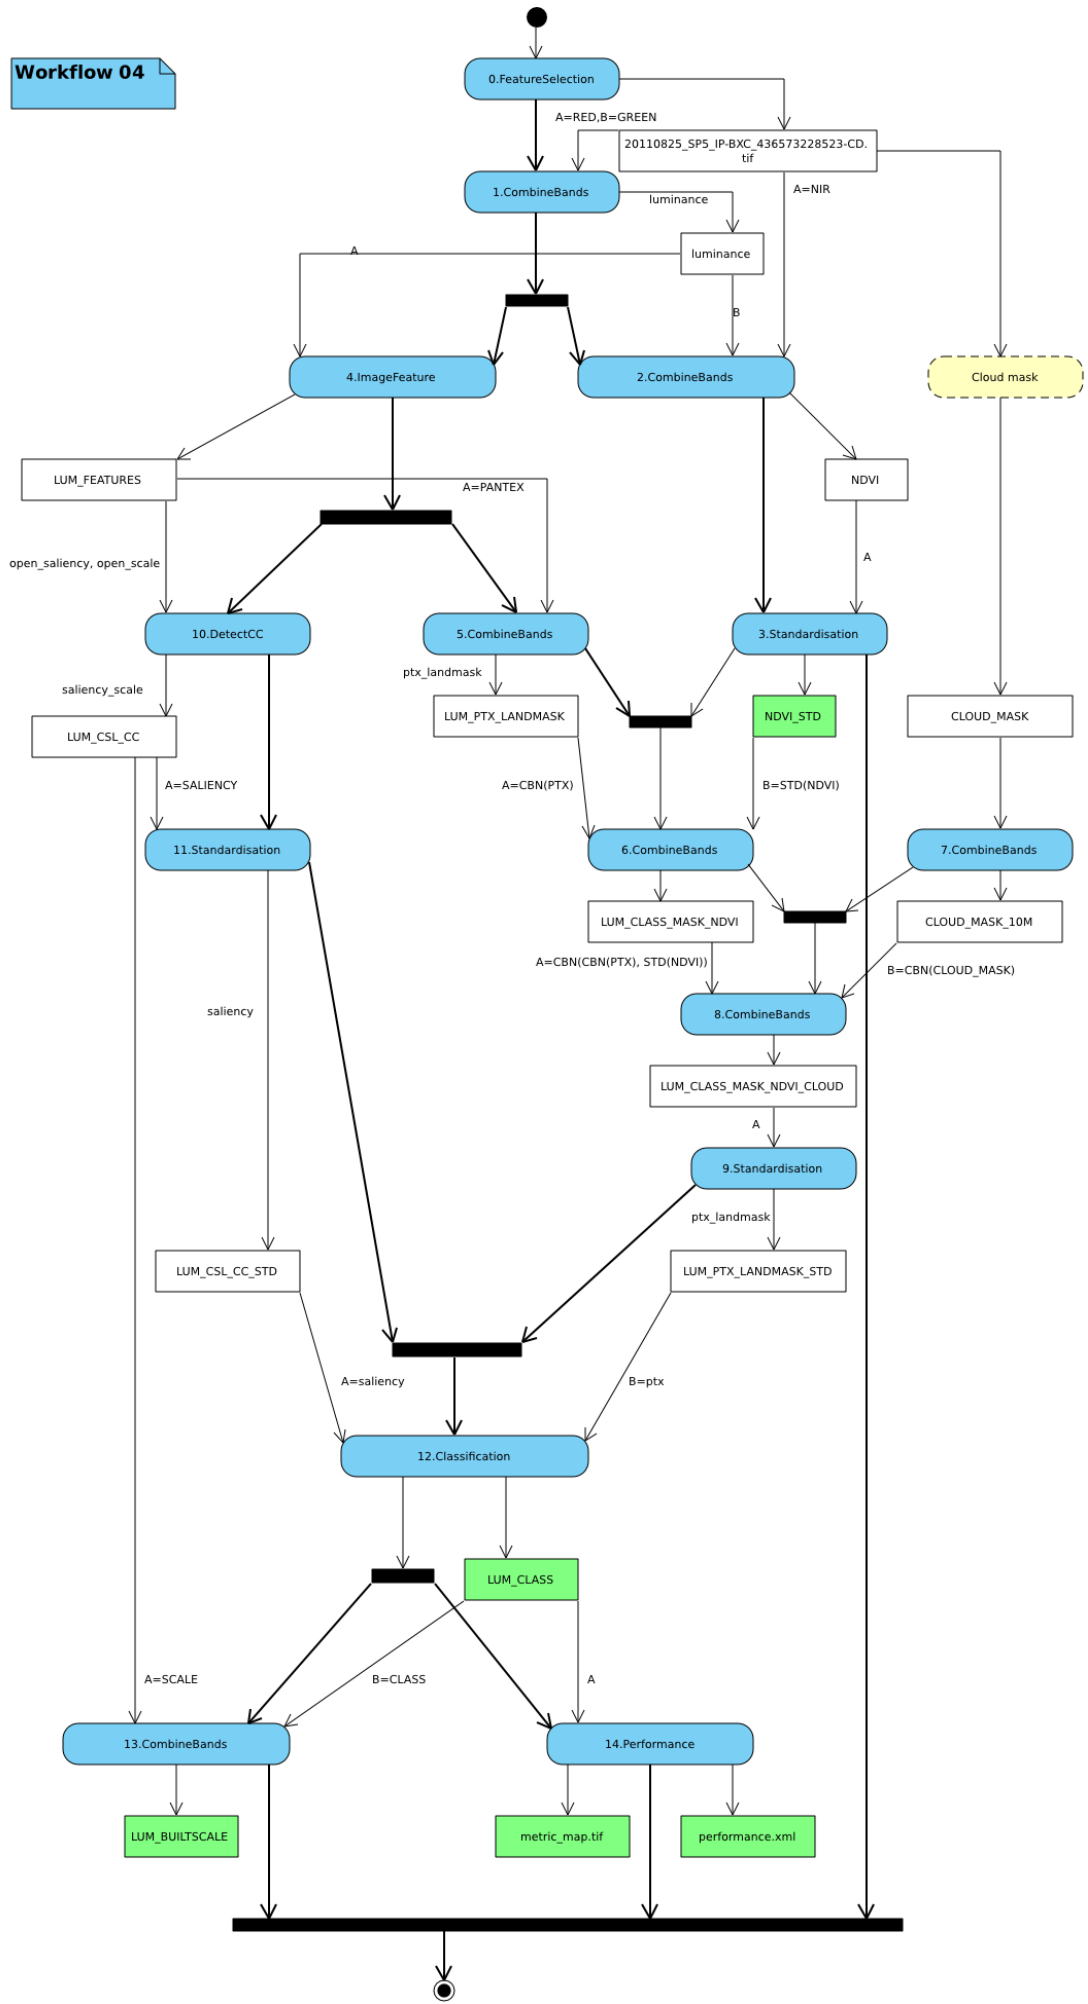 Workflow 04
0.FeatureSelection
A=RED,B=GREEN
20110825_SP5_IP-BXC_436573228523-CD.
tif
1.CombineBands
luminance
A=NIR
A
luminance
B
4.ImageFeature
2.CombineBands
Cloud mask
LUM_FEATURES
A=PANTEX
NDVI
open_saliency, open_scale
A
10.DetectCC
5.CombineBands
3.Standardisation
saliency_scale
ptx_landmask
LUM_CSL_CC
LUM_PTX_LANDMASK
NDVI_STD
CLOUD_MASK
A=SALIENCY
A=CBN(PTX)
B=STD(NDVI)
11.Standardisation
6.CombineBands
7.CombineBands
LUM_CLASS_MASK_NDVI
CLOUD_MASK_10M
A=CBN(CBN(PTX), STD(NDVI))
B=CBN(CLOUD_MASK)
saliency
8.CombineBands
LUM_CLASS_MASK_NDVI_CLOUD
A
9.Standardisation
ptx_landmask
LUM_CSL_CC_STD
LUM_PTX_LANDMASK_STD
A=saliency
B=ptx
12.Classification
LUM_CLASS
A=SCALE
B=CLASS
A
13.CombineBands
14.Performance
LUM_BUILTSCALE
metric_map.tif
performance.xml